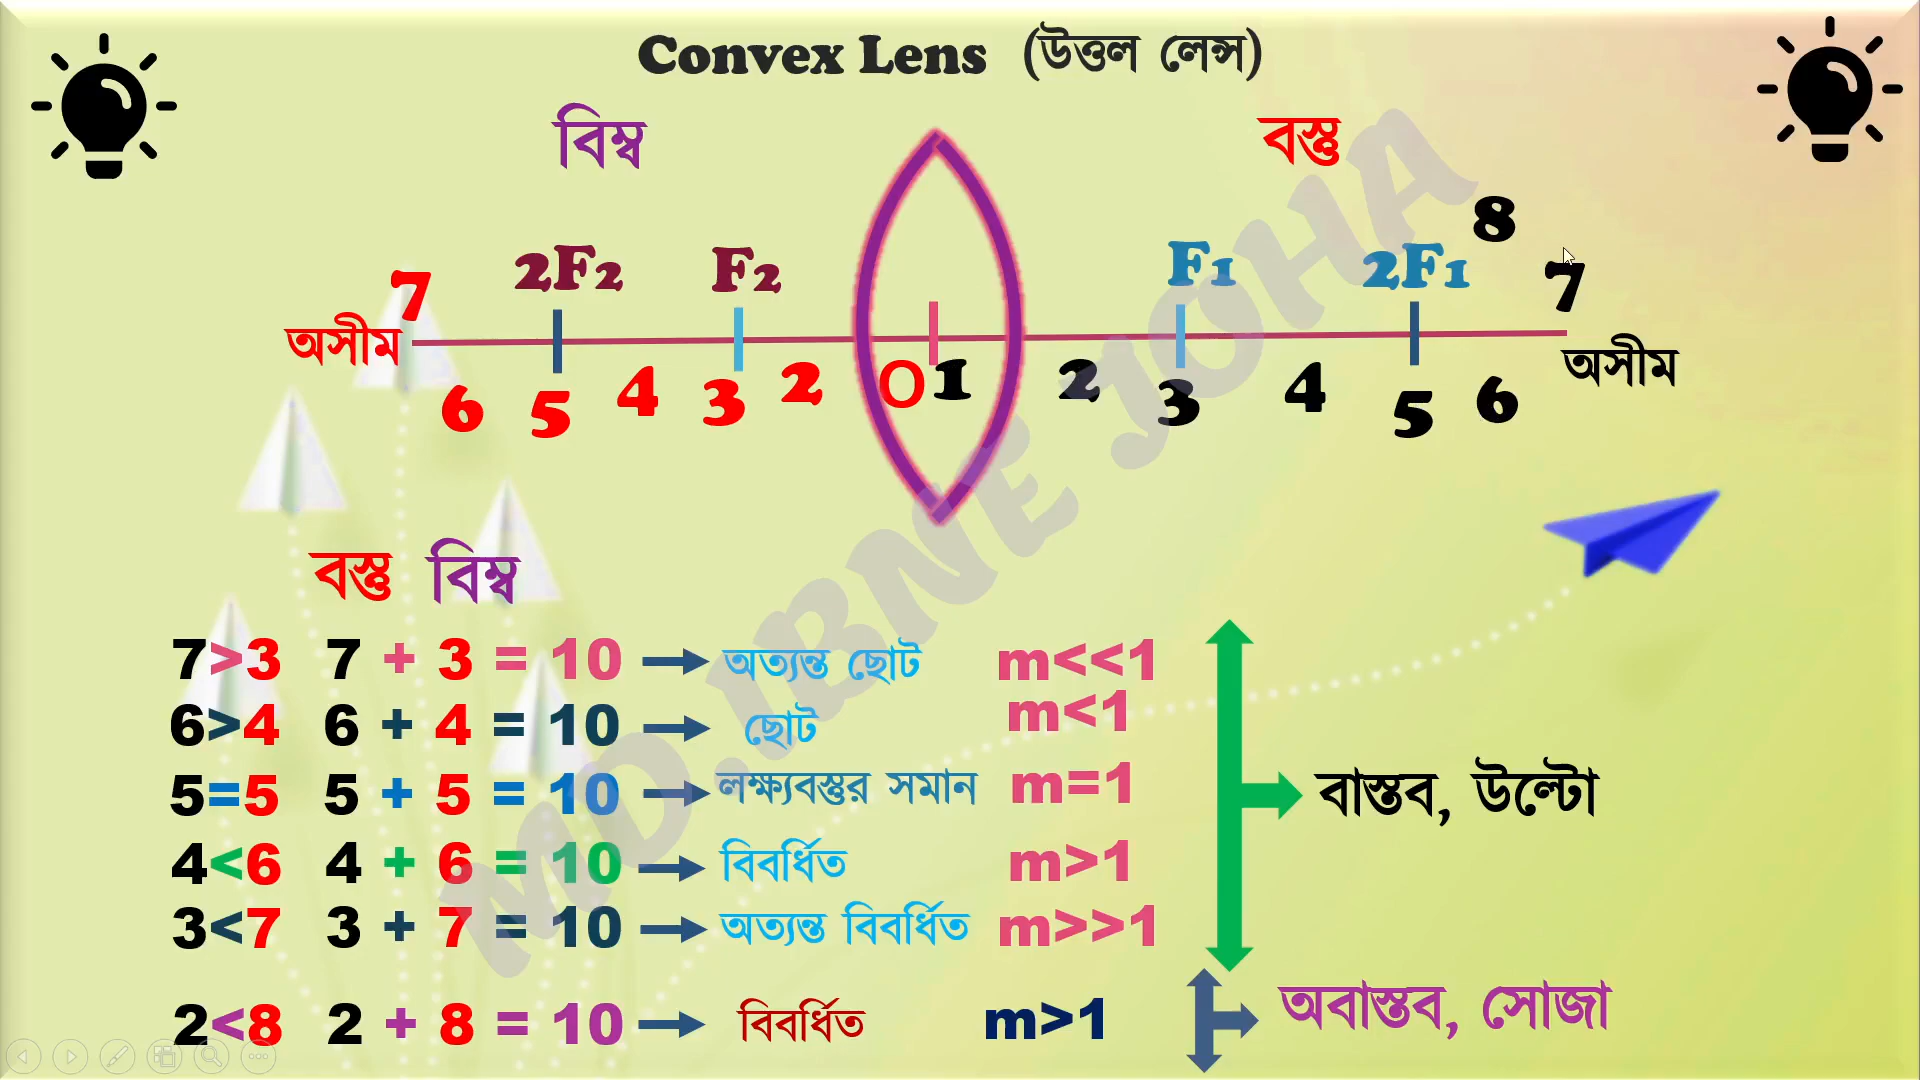 Convex Lens (উত্তল লেন্স)
বিম্ব বস্তু
8
7 2F2 F2 F1 2F1 7
অসীম অসীম
6 5 4 3 2 O 1 2 3 4 5 6
বস্তু বিম্ব
7>3 7 + 3 = 10 অত্যন্ত ছোট m<<1
6>4 6 + 4 = 10 ছোট m<1
5=5 5 + 5 = 10 লক্ষ্যবস্তুর সমান m=1
বাস্তব, উল্টো
4<6 4 + 6 = 10 বিবর্ধিত m>1
3<7 3 + 7 = 10 অত্যন্ত বিবর্ধিত m>>1
2<8 2 + 8 = 10 বিবর্ধিত m>1 অবাস্তব, সোজা
MD.IBNE JOHA